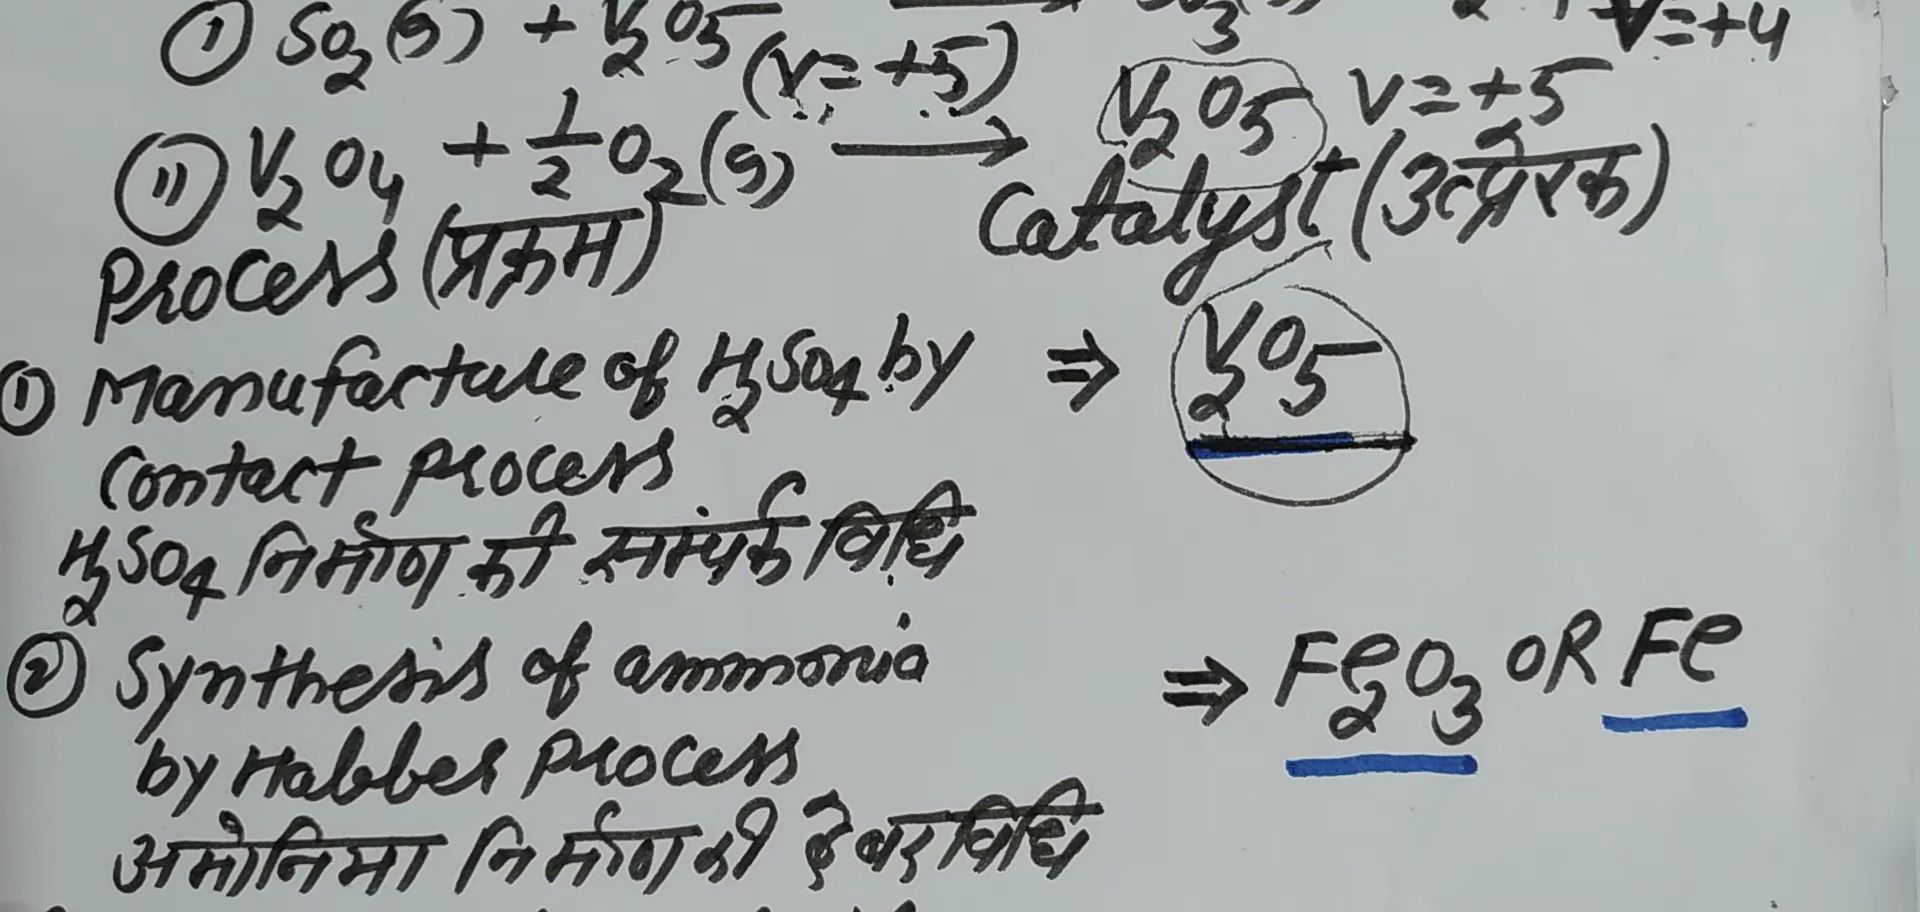 (I) SO₂(g) + V₂O₅ (V=+5) V=+4
(II) V₂O₄ + 1/2 O₂(g) ⟶ V₂O₅ V=+5
Process (प्रक्रम) Catalyst (उत्प्रेरक)
① Manufacture of H₂SO₄ by ⇒ V₂O₅
Contact Process
H₂SO₄ निर्माण की सम्पर्क विधि
② Synthesis of ammonia ⇒ Fe₂O₃ OR Fe
by Habber Process
अमोनिया निर्माण की हेबर विधि